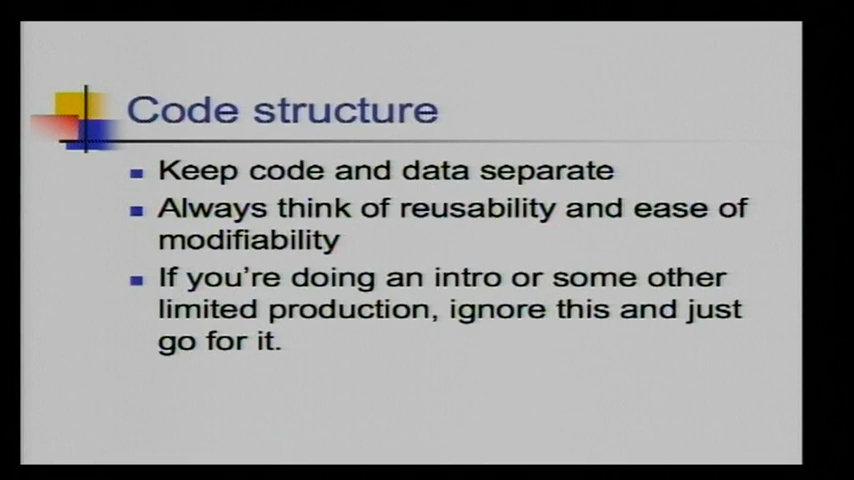 Code structure
Keep code and data separate
Always think of reusability and ease of
modifiability
If you're doing an intro or some other
limited production, ignore this and just
go for it.